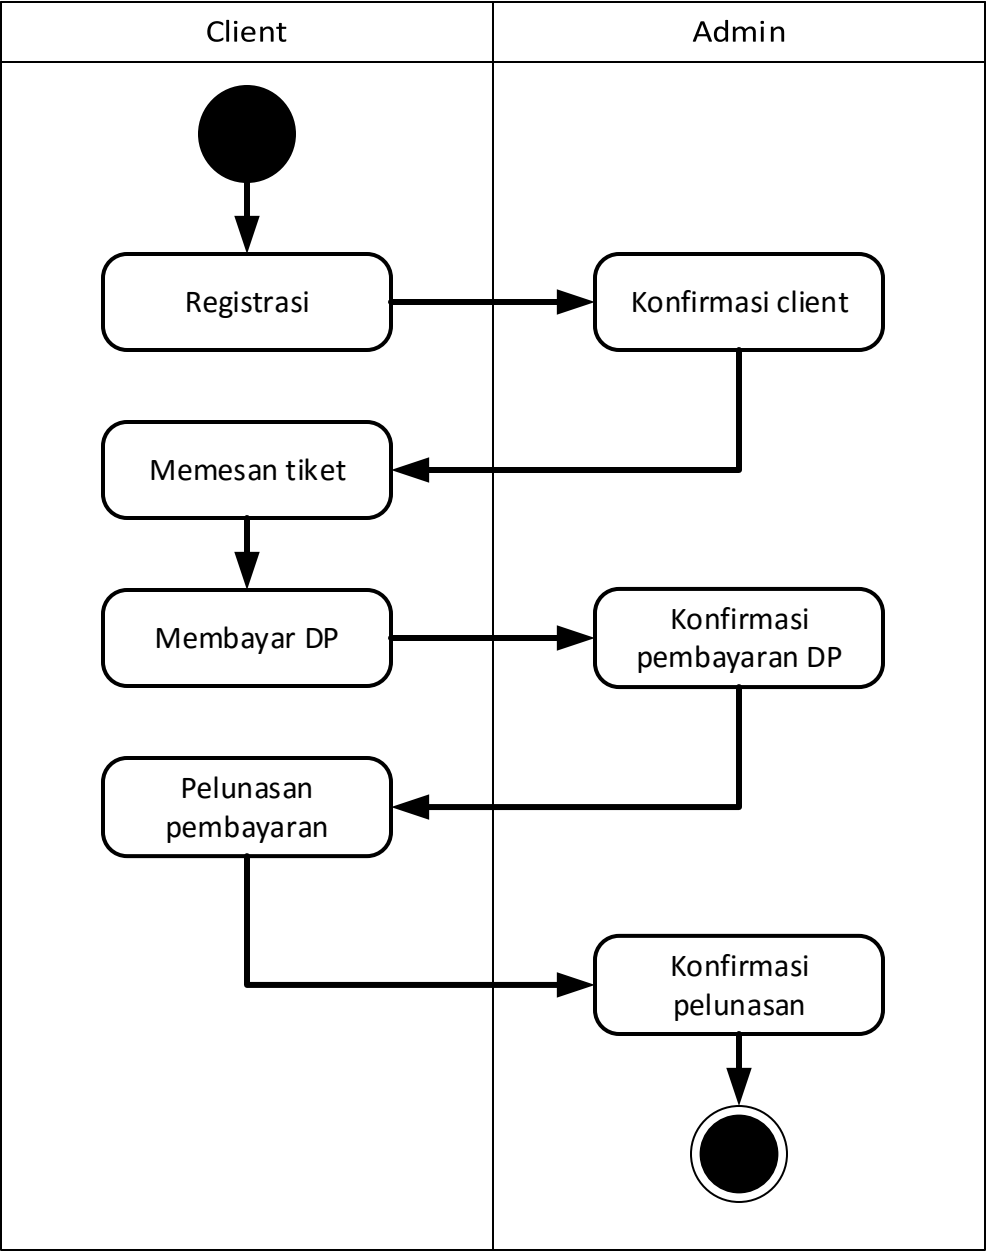 Client
Admin
Registrasi
Konfirmasi client
Memesan tiket
Membayar DP
Konfirmasi
pembayaran DP
Pelunasan
pembayaran
Konfirmasi
pelunasan